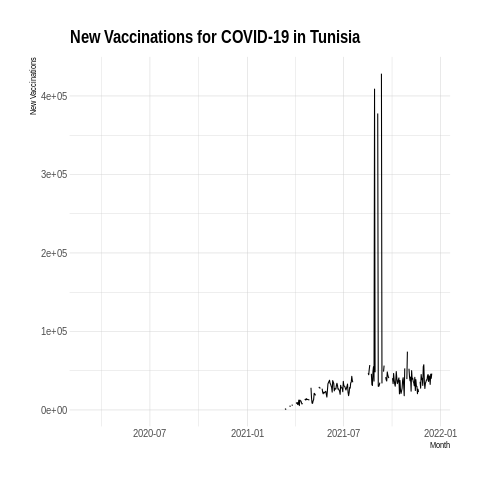 New Vaccinations for COVID-19 in Tunisia
New Vaccinations
4e+05
3e+05
2e+05
1e+05
0e+00
2020-07
2021-01
2021-07
2022-01
Month